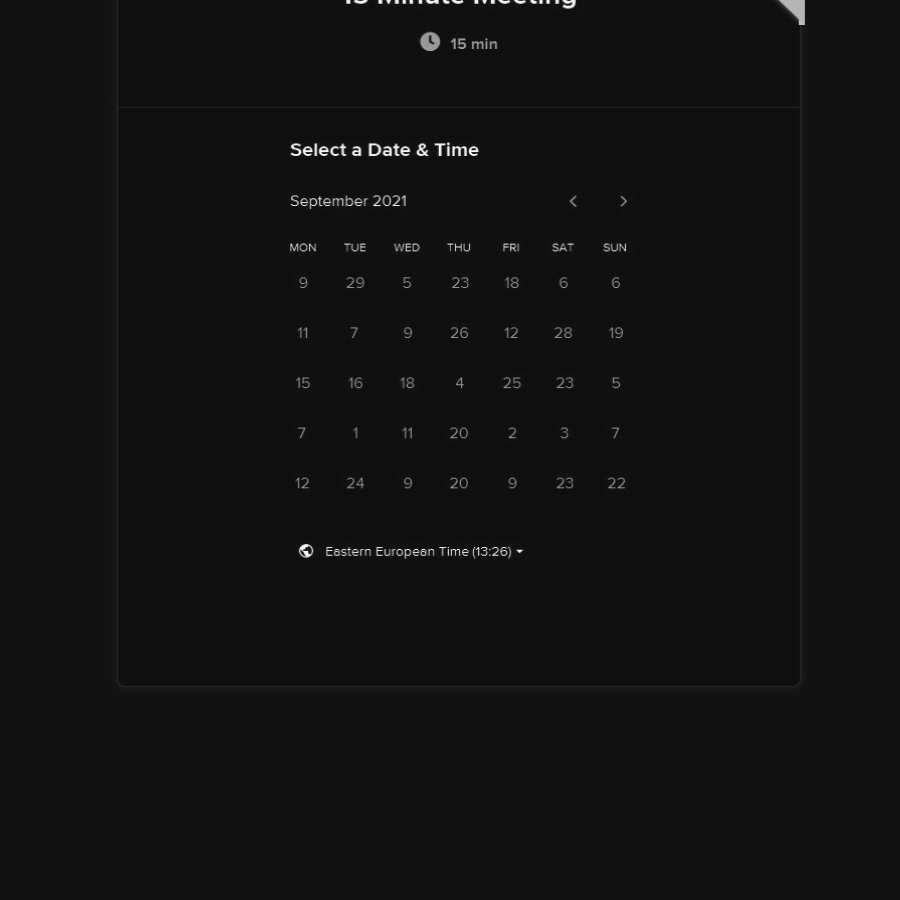 15 Minute Meeting
15 min
Select a Date & Time
September 2021
MON TUE WED THU FRI SAT SUN
9 29 5 23 18 6 6
11 7 9 26 12 28 19
15 16 18 4 25 23 5
7 1 11 20 2 3 7
12 24 9 20 9 23 22
Eastern European Time (13:26)